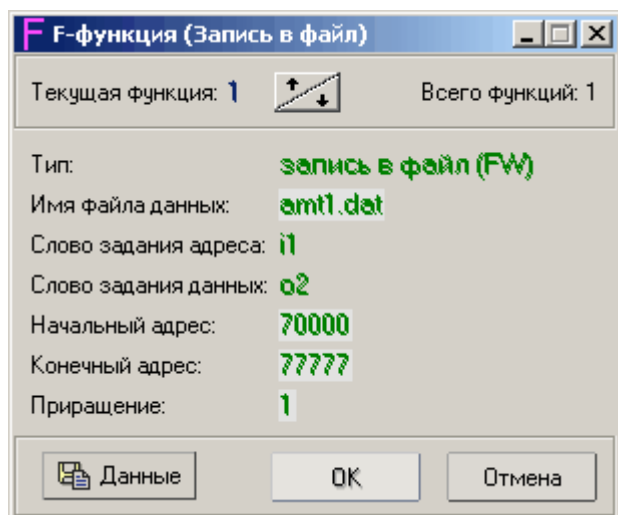 F F-функция (Запись в файл)
Текущая функция: 1 Всего функций: 1
Тип: запись в файл (FW)
Имя файла данных: amt1.dat
Слово задания адреса: i1
Слово задания данных: o2
Начальный адрес: 70000
Конечный адрес: 77777
Приращение: 1
Данные OK Отмена